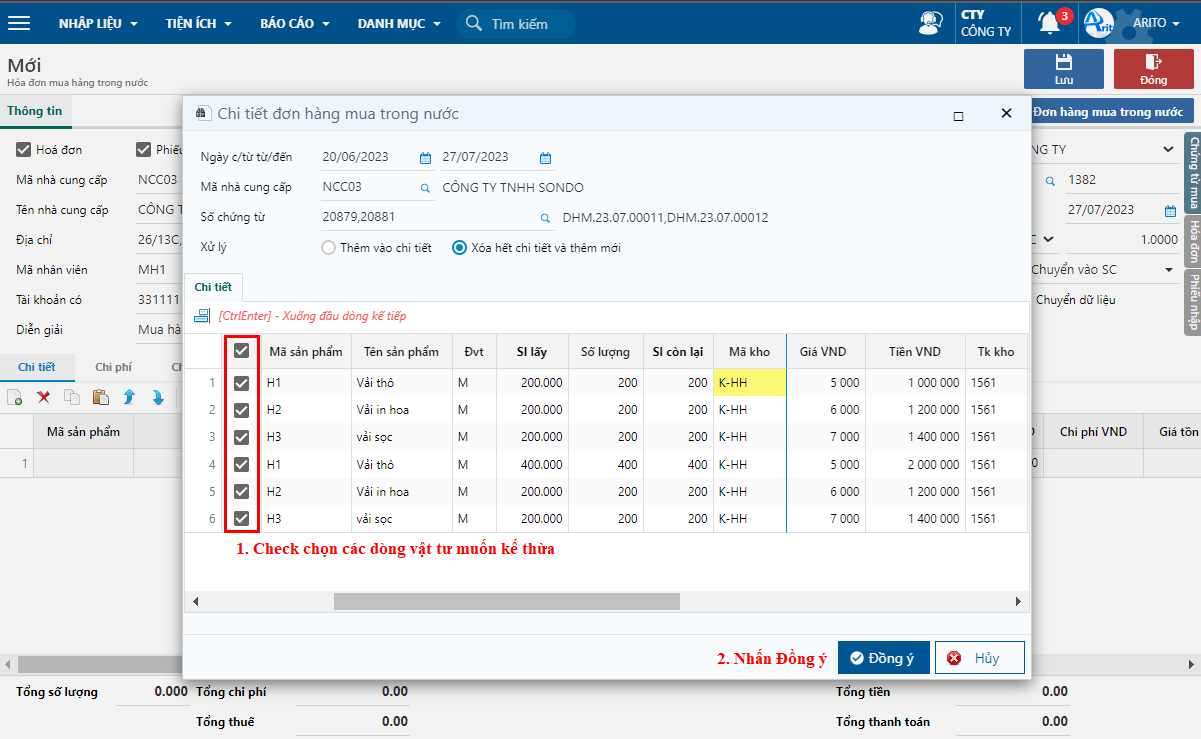 NHẬP LIỆU TIỆN ÍCH BÁO CÁO DANH MỤC Tìm kiếm CTY CÔNG TY 3 ARITO
Mới
Hóa đơn mua hàng trong nước
Lưu Đóng
Thông tin
Đơn hàng mua trong nước
Hoá đơn
Mã nhà cung cấp NCC03
Tên nhà cung cấp CÔNG T
Địa chỉ 26/13C,
Mã nhân viên MH1
Tài khoản có 331111
Diễn giải Mua hà
Chi tiết Chi phí
Mã sản phẩm
1
Chi tiết đơn hàng mua trong nước
Ngày c/từ từ/đến 20/06/2023 27/07/2023
Mã nhà cung cấp NCC03 CÔNG TY TNHH SONDO
Số chứng từ 20879,20881 DHM.23.07.00011,DHM.23.07.00012
Xử lý Thêm vào chi tiết Xóa hết chi tiết và thêm mới
Chi tiết
[CtrlEnter] - Xuống đầu dòng kế tiếp
Mã sản phẩm Tên sản phẩm Đvt Sl lấy Số lượng Sl còn lại Mã kho Giá VND Tiền VND Tk kho
1 H1 Vải thô M 200.000 200 200 K-HH 5 000 1 000 000 1561
2 H2 Vải in hoa M 200.000 200 200 K-HH 6 000 1 200 000 1561
3 H3 vải sọc M 200.000 200 200 K-HH 7 000 1 400 000 1561
4 H1 Vải thô M 400.000 400 400 K-HH 5 000 2 000 000 1561
5 H2 Vải in hoa M 200.000 200 200 K-HH 6 000 1 200 000 1561
6 H3 vải sọc M 200.000 200 200 K-HH 7 000 1 400 000 1561
1. Check chọn các dòng vật tư muốn kế thừa
2. Nhấn Đồng ý Đồng ý Hủy
NG TY
1382
27/07/2023
1.0000
Chuyển vào SC
Chuyển dữ liệu
Chứng từ mua
Hóa đơn
Phiếu nhập
Chi phí VND Giá tồn
Tổng số lượng 0.000 Tổng chi phí 0.00 Tổng tiền 0.00
Tổng thuế 0.00 Tổng thanh toán 0.00